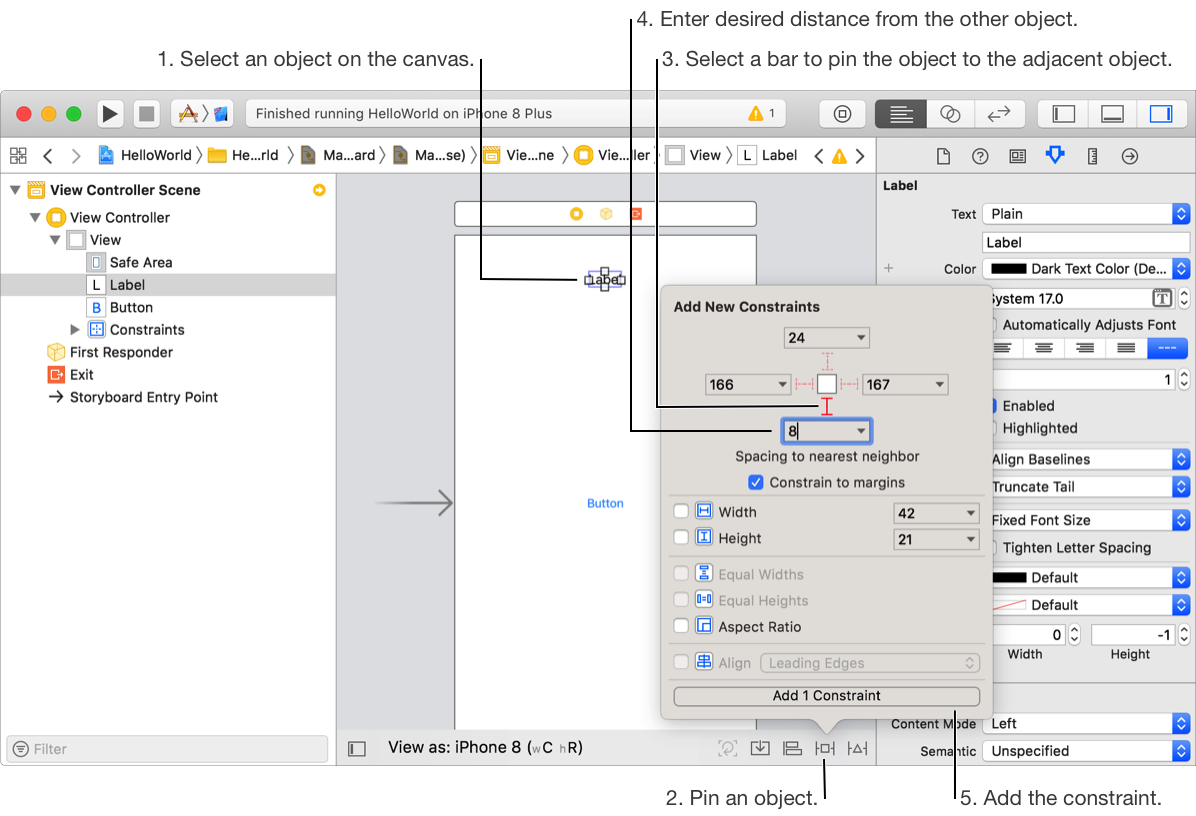 4. Enter desired distance from the other object.
1. Select an object on the canvas.
3. Select a bar to pin the object to the adjacent object.
Finished running HelloWorld on iPhone 8 Plus
1
HelloWorld
He...rld
Ma...ard
Ma...se)
Vie...ne
Vie...ller
View
L
Label
View Controller Scene
View Controller
View
Safe Area
L Label
B Button
Constraints
First Responder
Exit
Storyboard Entry Point
Filter
Label
Button
View as: iPhone 8 (wC hR)
Add New Constraints
24
166
167
8
Spacing to nearest neighbor
Constrain to margins
Width 42
Height 21
Equal Widths
Equal Heights
Aspect Ratio
Align Leading Edges
Add 1 Constraint
Label
Text Plain
Label
+ Color Dark Text Color (De...
System 17.0 T
Automatically Adjusts Font
---
1
Enabled
Highlighted
Align Baselines
Truncate Tail
Fixed Font Size
Tighten Letter Spacing
Default
Default
0 -1
Width Height
Content Mode Left
Semantic Unspecified
2. Pin an object.
5. Add the constraint.